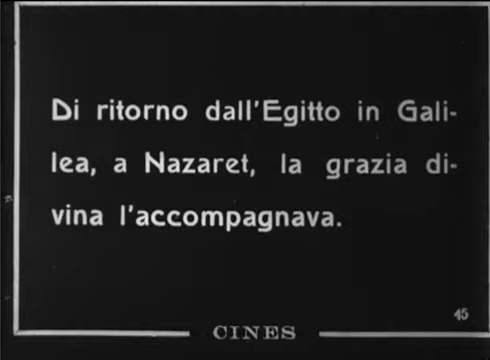 Di ritorno dall'Egitto in Gali-
lea, a Nazaret, la grazia di-
vina l'accompagnava.
45
CINES